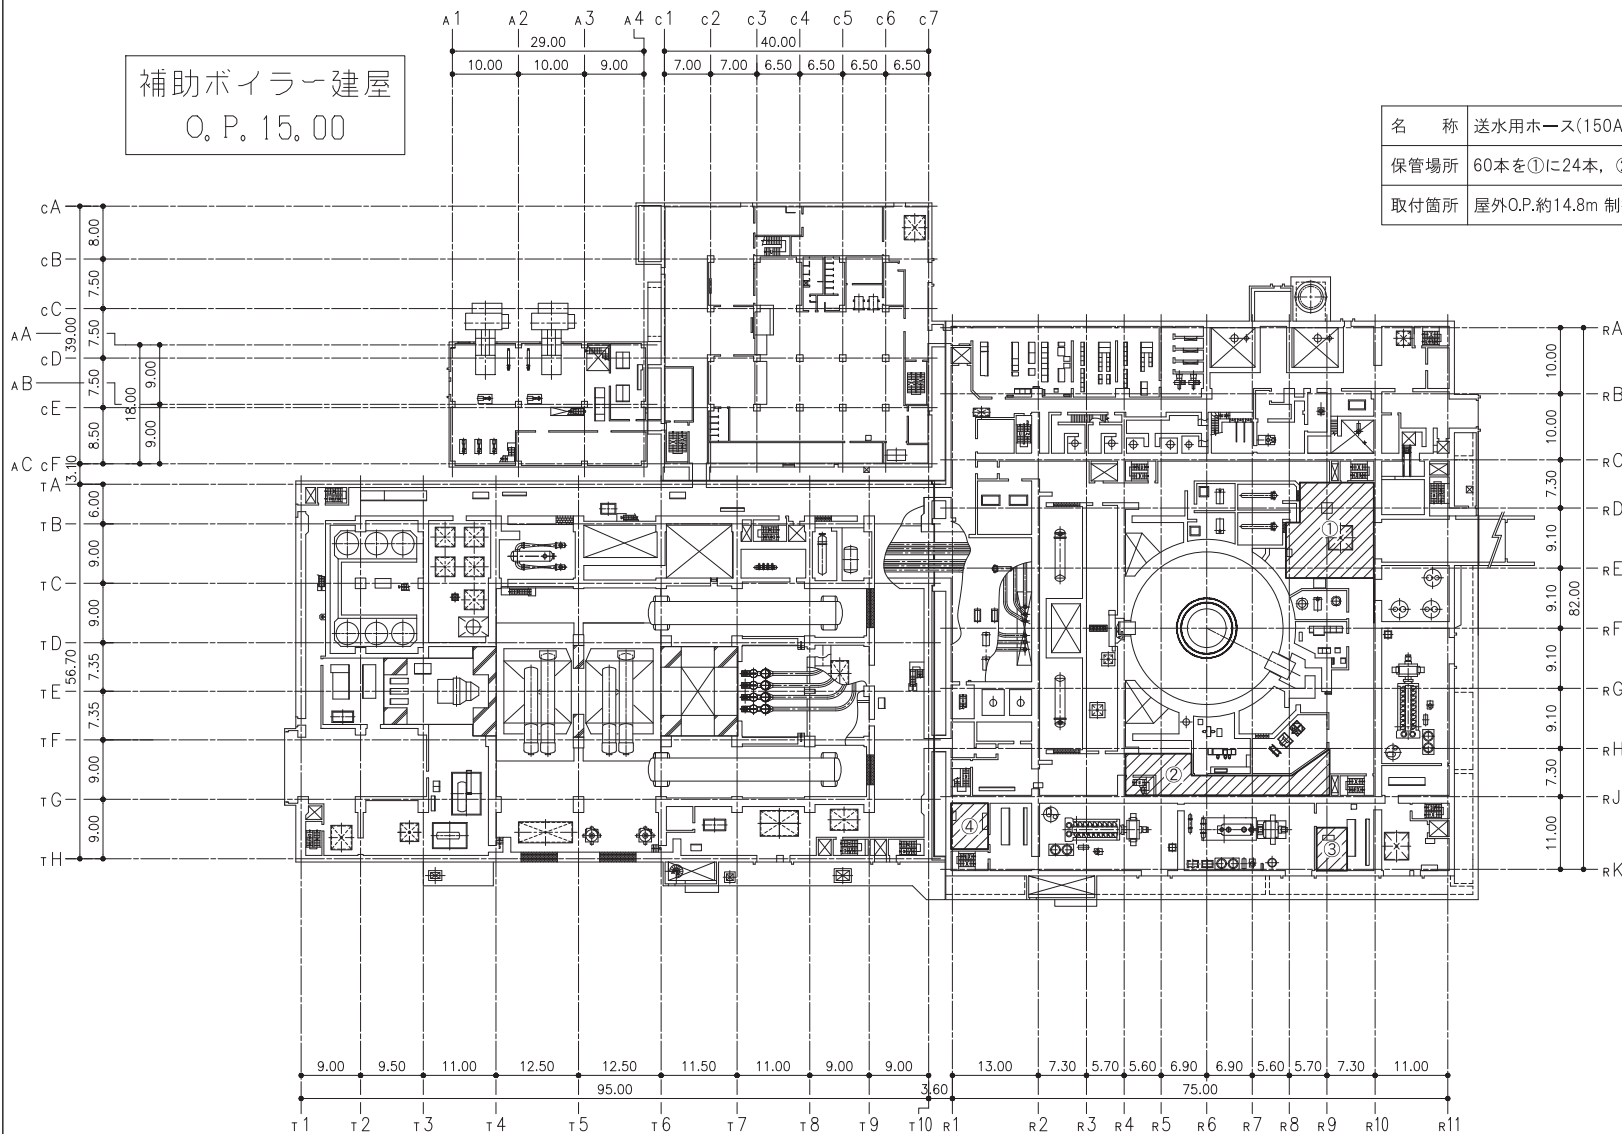 A1 A2 A3 A4 C1 C2 C3 C4 C5 C6 C7
29.00 40.00
10.00 10.00 9.00 7.00 7.00 6.50 6.50 6.50 6.50
補助ボイラー建屋
O.P.15.00
名 称 送水用ホース(150A
保管場所 60本を①に24本,
取付箇所 屋外O.P.約14.8m 制
CA
8.00
CB
7.50
CC
AA
39.00
7.50
CD
AB
7.50
CE
8.50
AC CF
18.00
9.00
9.00
3.10
TA
6.00
TB
9.00
TC
9.00
TD
7.35
TE
56.70
7.35
TF
9.00
TG
9.00
TH
RA
10.00
RB
10.00
RC
7.30
RD
9.10
RE
9.10
82.00
RF
9.10
RG
9.10
RH
7.30
RJ
11.00
RK
①
②
③
④
9.00 9.50 11.00 12.50 12.50 11.50 11.00 9.00 9.00 13.00 7.30 5.70 5.60 6.90 6.90 5.60 5.70 7.30 11.00
95.00 3.60 75.00
T1 T2 T3 T4 T5 T6 T7 T8 T9 T10 R1 R2 R3 R4 R5 R6 R7 R8 R9 R10 R11